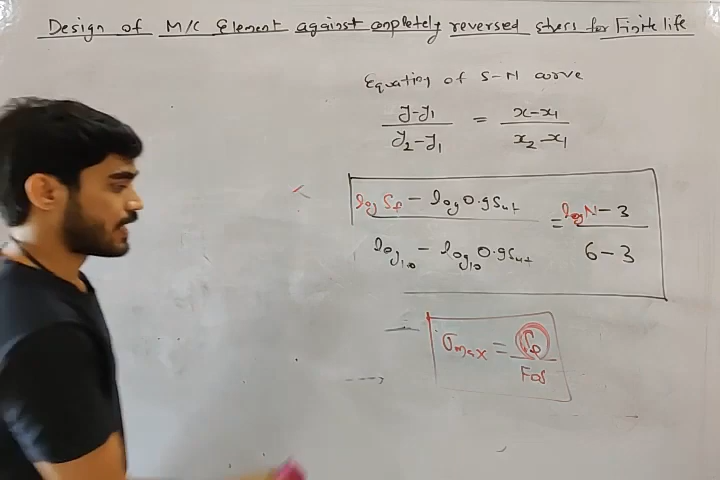 Design of M/C Element against completely reversed stress for Finite life
Equation of S-N curve
y-y1 / y2-y1 = x-x1 / x2-x1
log Sf - log 0.9Sut / log10 - log10 0.9Sut = logN-3 / 6-3
σmax = Sf / Fos